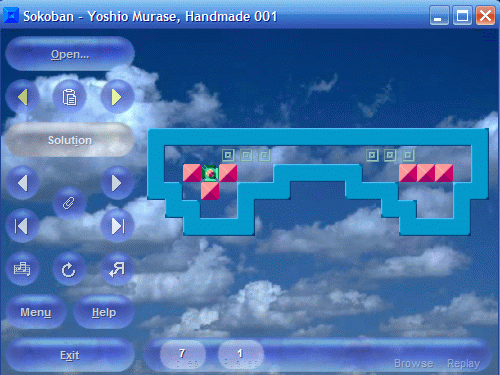 Sokoban - Yoshio Murase, Handmade 001
Open...
Solution
Menu
Help
Exit
7
1
Browse
Replay